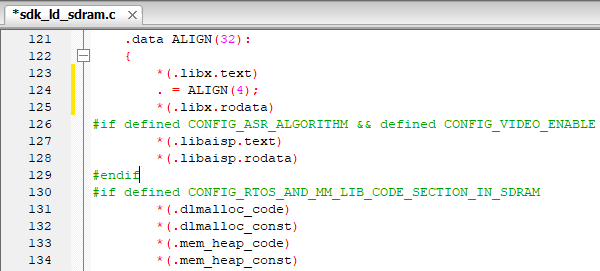 *sdk_ld_sdram.c
121 .data ALIGN(32):
122 {
123 *(.libx.text)
124 . = ALIGN(4);
125 *(.libx.rodata)
126 #if defined CONFIG_ASR_ALGORITHM && defined CONFIG_VIDEO_ENABLE
127 *(.libaisp.text)
128 *(.libaisp.rodata)
129 #endif
130 #if defined CONFIG_RTOS_AND_MM_LIB_CODE_SECTION_IN_SDRAM
131 *(.dlmalloc_code)
132 *(.dlmalloc_const)
133 *(.mem_heap_code)
134 *(.mem_heap_const)